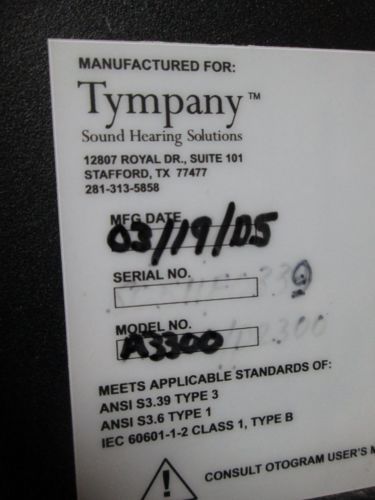 MANUFACTURED FOR:
Tympany™
Sound Hearing Solutions
12807 ROYAL DR., SUITE 101
STAFFORD, TX 77477
281-313-5858
MFG DATE
03/19/05
SERIAL NO.
MODEL NO.
A3300
MEETS APPLICABLE STANDARDS OF:
ANSI S3.39 TYPE 3
ANSI S3.6 TYPE 1
IEC 60601-1-2 CLASS 1, TYPE B
CONSULT OTOGRAM USER'S